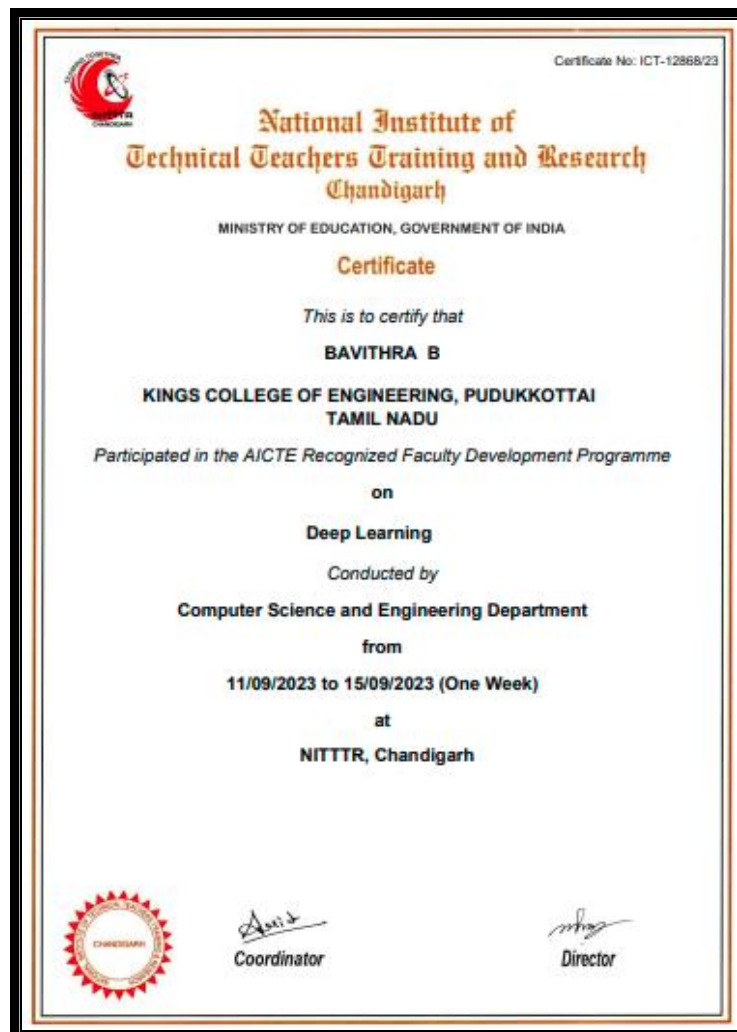 Certificate No: ICT-12868/23
NITTTR
CHANDIGARH
National Institute of
Technical Teachers Training and Research
Chandigarh
MINISTRY OF EDUCATION, GOVERNMENT OF INDIA
Certificate
This is to certify that
BAVITHRA B
KINGS COLLEGE OF ENGINEERING, PUDUKKOTTAI
TAMIL NADU
Participated in the AICTE Recognized Faculty Development Programme
on
Deep Learning
Conducted by
Computer Science and Engineering Department
from
11/09/2023 to 15/09/2023 (One Week)
at
NITTTR, Chandigarh
CHANDIGARH
Coordinator
Director